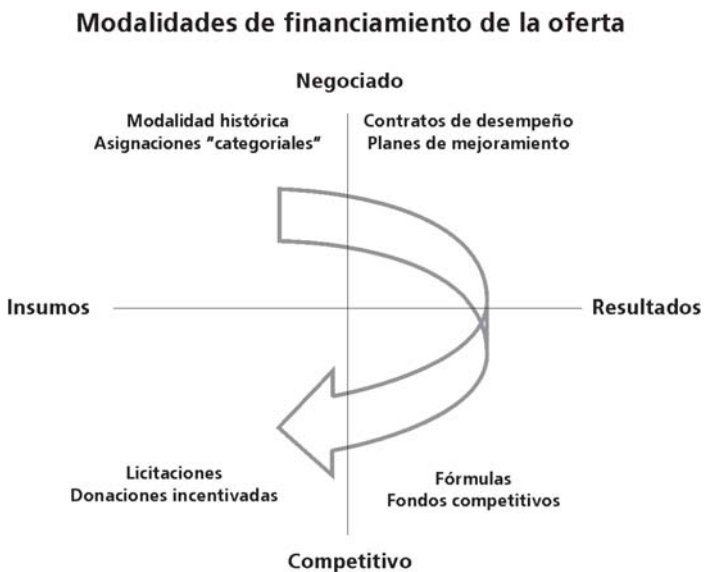 Modalidades de financiamiento de la oferta
Negociado
Modalidad histórica
Asignaciones "categoriales"
Contratos de desempeño
Planes de mejoramiento
Insumos
Resultados
Licitaciones
Donaciones incentivadas
Fórmulas
Fondos competitivos
Competitivo